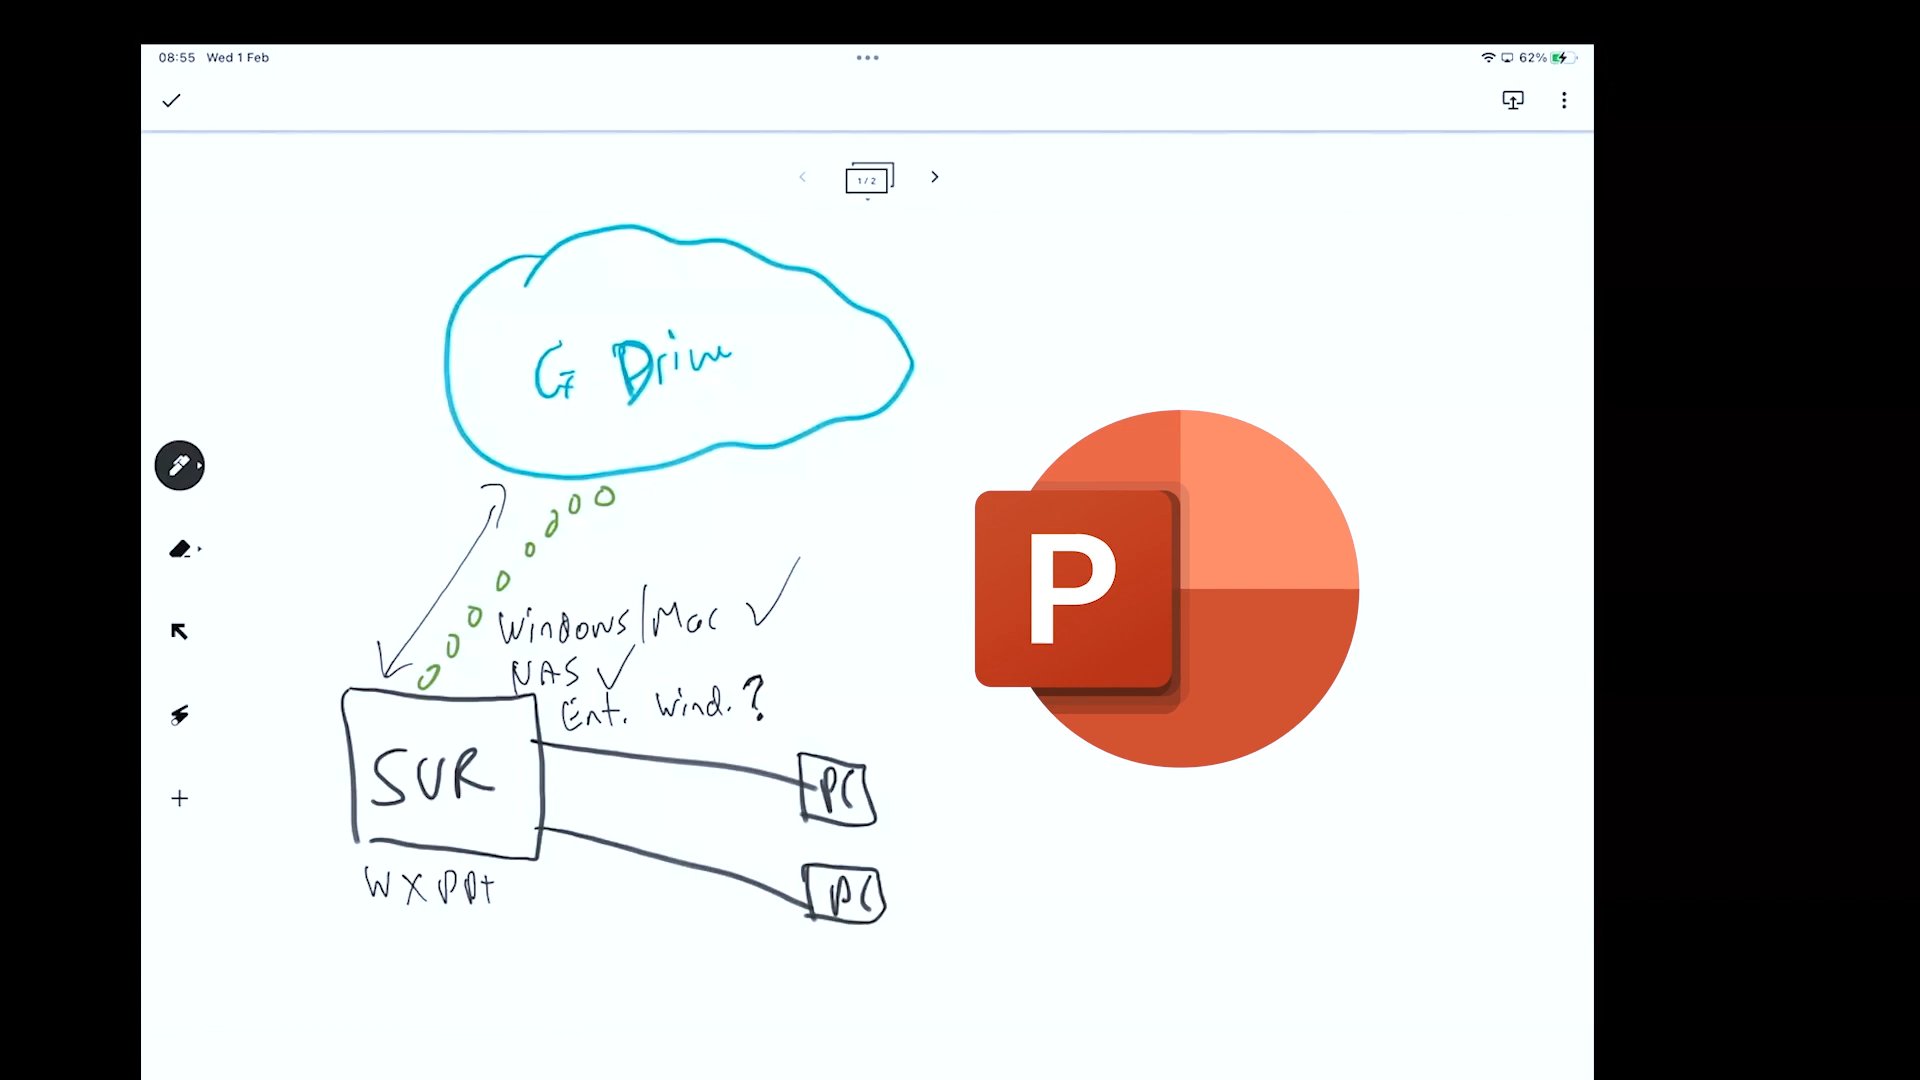 08:55 Wed 1 Feb
62%
1/2
G Drive
Windows/Mac ✓
NAS ✓
Ent. Wind. ?
SVR
PC
PC
W X PPT
P